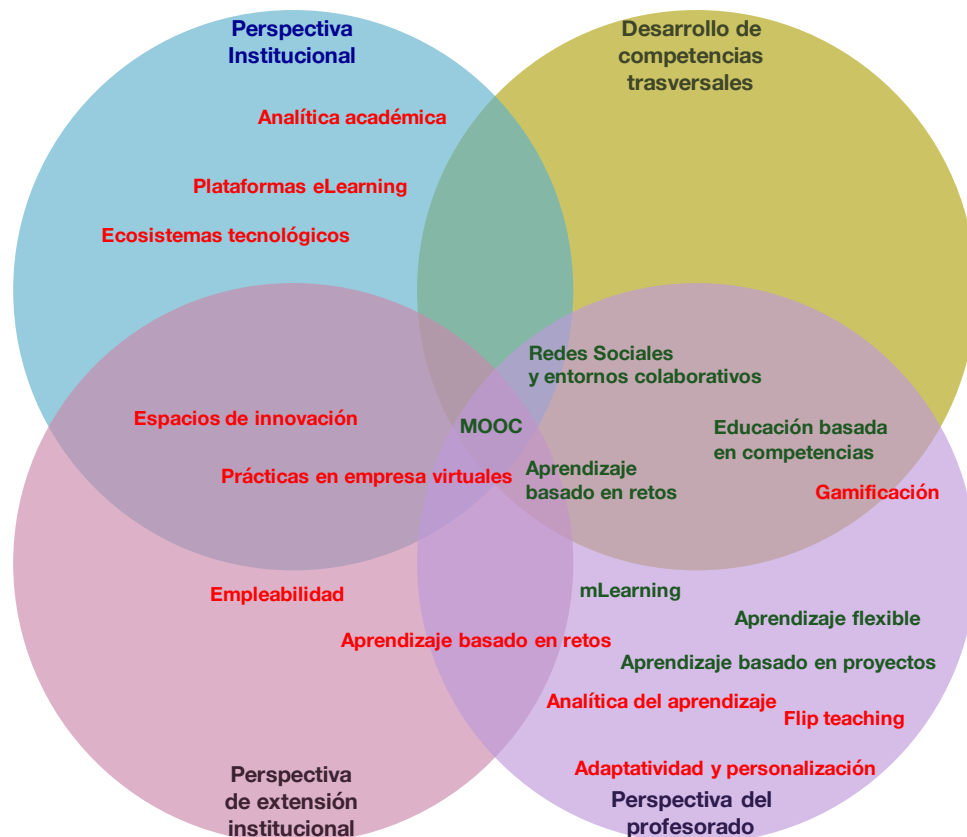 Perspectiva
Institucional
Desarrollo de
competencias
trasversales
Analítica académica
Plataformas eLearning
Ecosistemas tecnológicos
Redes Sociales
y entornos colaborativos
Espacios de innovación
MOOC
Educación basada
en competencias
Prácticas en empresa virtuales
Aprendizaje
basado en retos
Gamificación
Empleabilidad
mLearning
Aprendizaje flexible
Aprendizaje basado en retos
Aprendizaje basado en proyectos
Analítica del aprendizaje
Flip teaching
Adaptatividad y personalización
Perspectiva
de extensión
institucional
Perspectiva del
profesorado